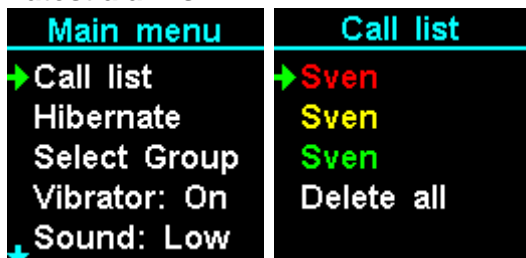 Main menu
Call list
Hibernate
Select Group
Vibrator: On
Sound: Low
Call list
Sven
Sven
Sven
Delete all